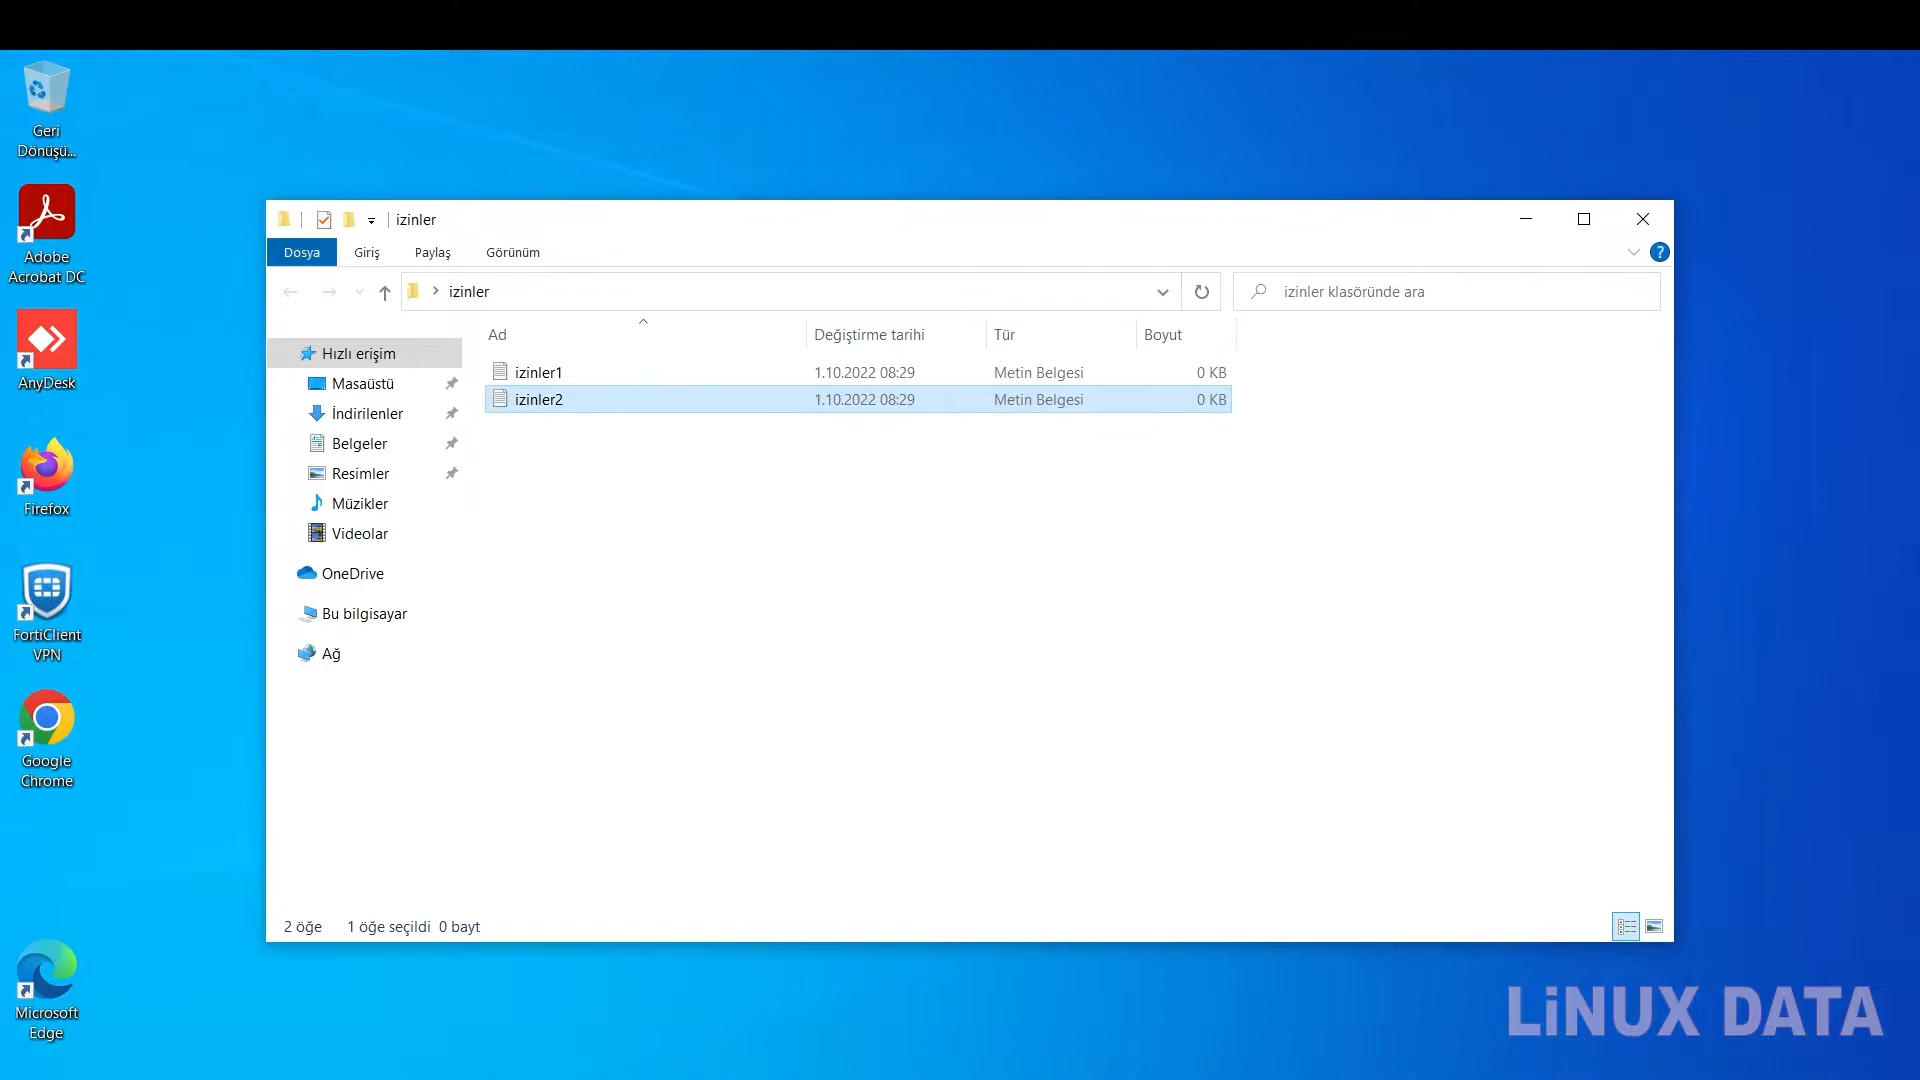 Geri
Dönüşü...
Adobe
Acrobat DC
AnyDesk
Firefox
FortiClient
VPN
Google
Chrome
Microsoft
Edge
izinler
Dosya
Giriş
Paylaş
Görünüm
?
izinler
izinler klasöründe ara
Ad
Değiştirme tarihi
Tür
Boyut
izinler1
1.10.2022 08:29
Metin Belgesi
0 KB
izinler2
1.10.2022 08:29
Metin Belgesi
0 KB
Hızlı erişim
Masaüstü
İndirilenler
Belgeler
Resimler
Müzikler
Videolar
OneDrive
Bu bilgisayar
Ağ
2 öğe
1 öğe seçildi 0 bayt
LiNUX DATA